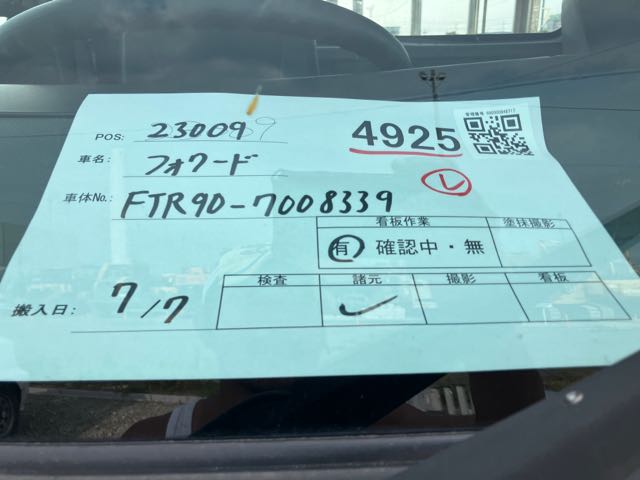 POS: 230099
4925
車名: フォワード
レ
車体No.: FTR90-7008339
看板作業 塗抹撮影
有 確認中・無
検査 諸元 撮影 看板
搬入日: 7/7 ✓